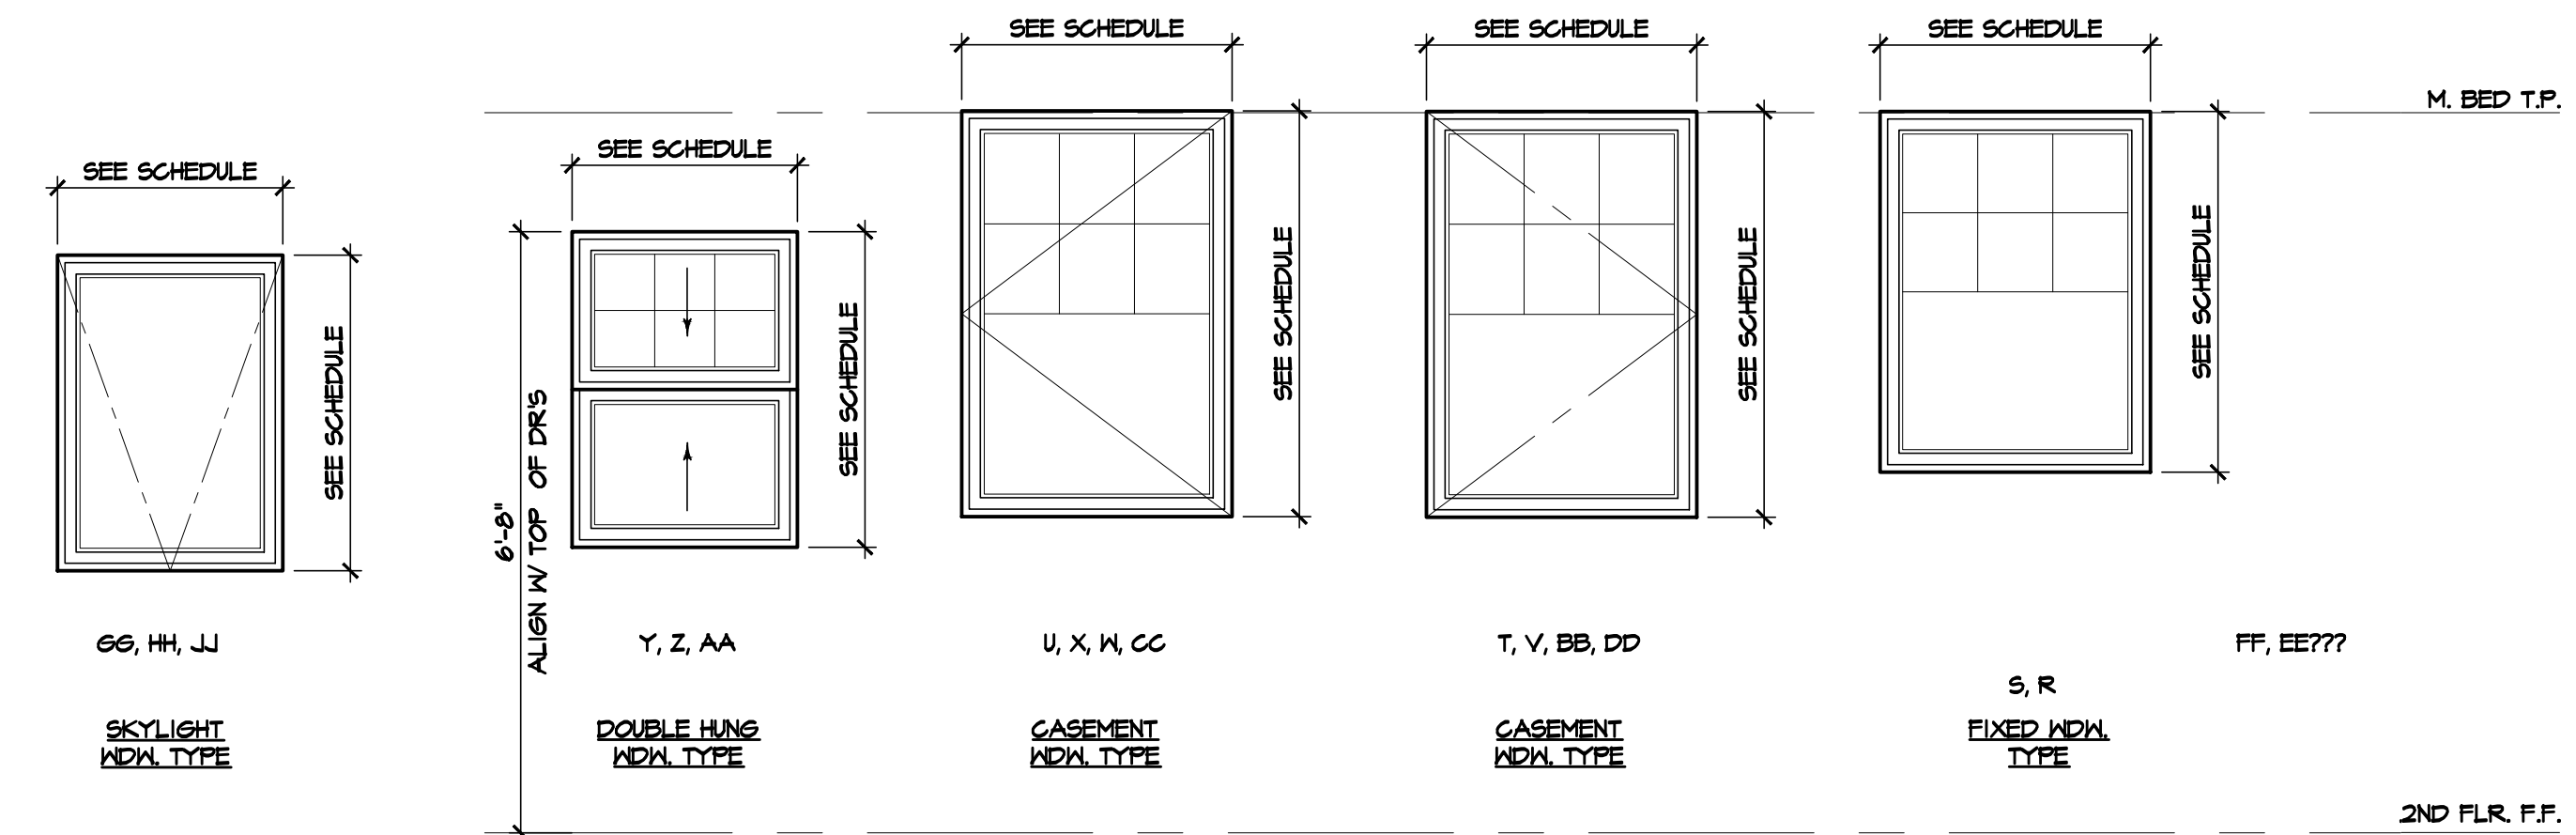 SEE SCHEDULE
SEE SCHEDULE
SEE SCHEDULE
M. BED T.P.
SEE SCHEDULE
SEE SCHEDULE
SEE SCHEDULE
SEE SCHEDULE
SEE SCHEDULE
SEE SCHEDULE
SEE SCHEDULE
6'-8"
ALIGN W/ TOP OF DR'S
GG, HH, JJ
Y, Z, AA
U, X, W, CC
T, V, BB, DD
FF, EE???
S, R
SKYLIGHT
WDW. TYPE
DOUBLE HUNG
WDW. TYPE
CASEMENT
WDW. TYPE
CASEMENT
WDW. TYPE
FIXED WDW.
TYPE
2ND FLR. F.F.